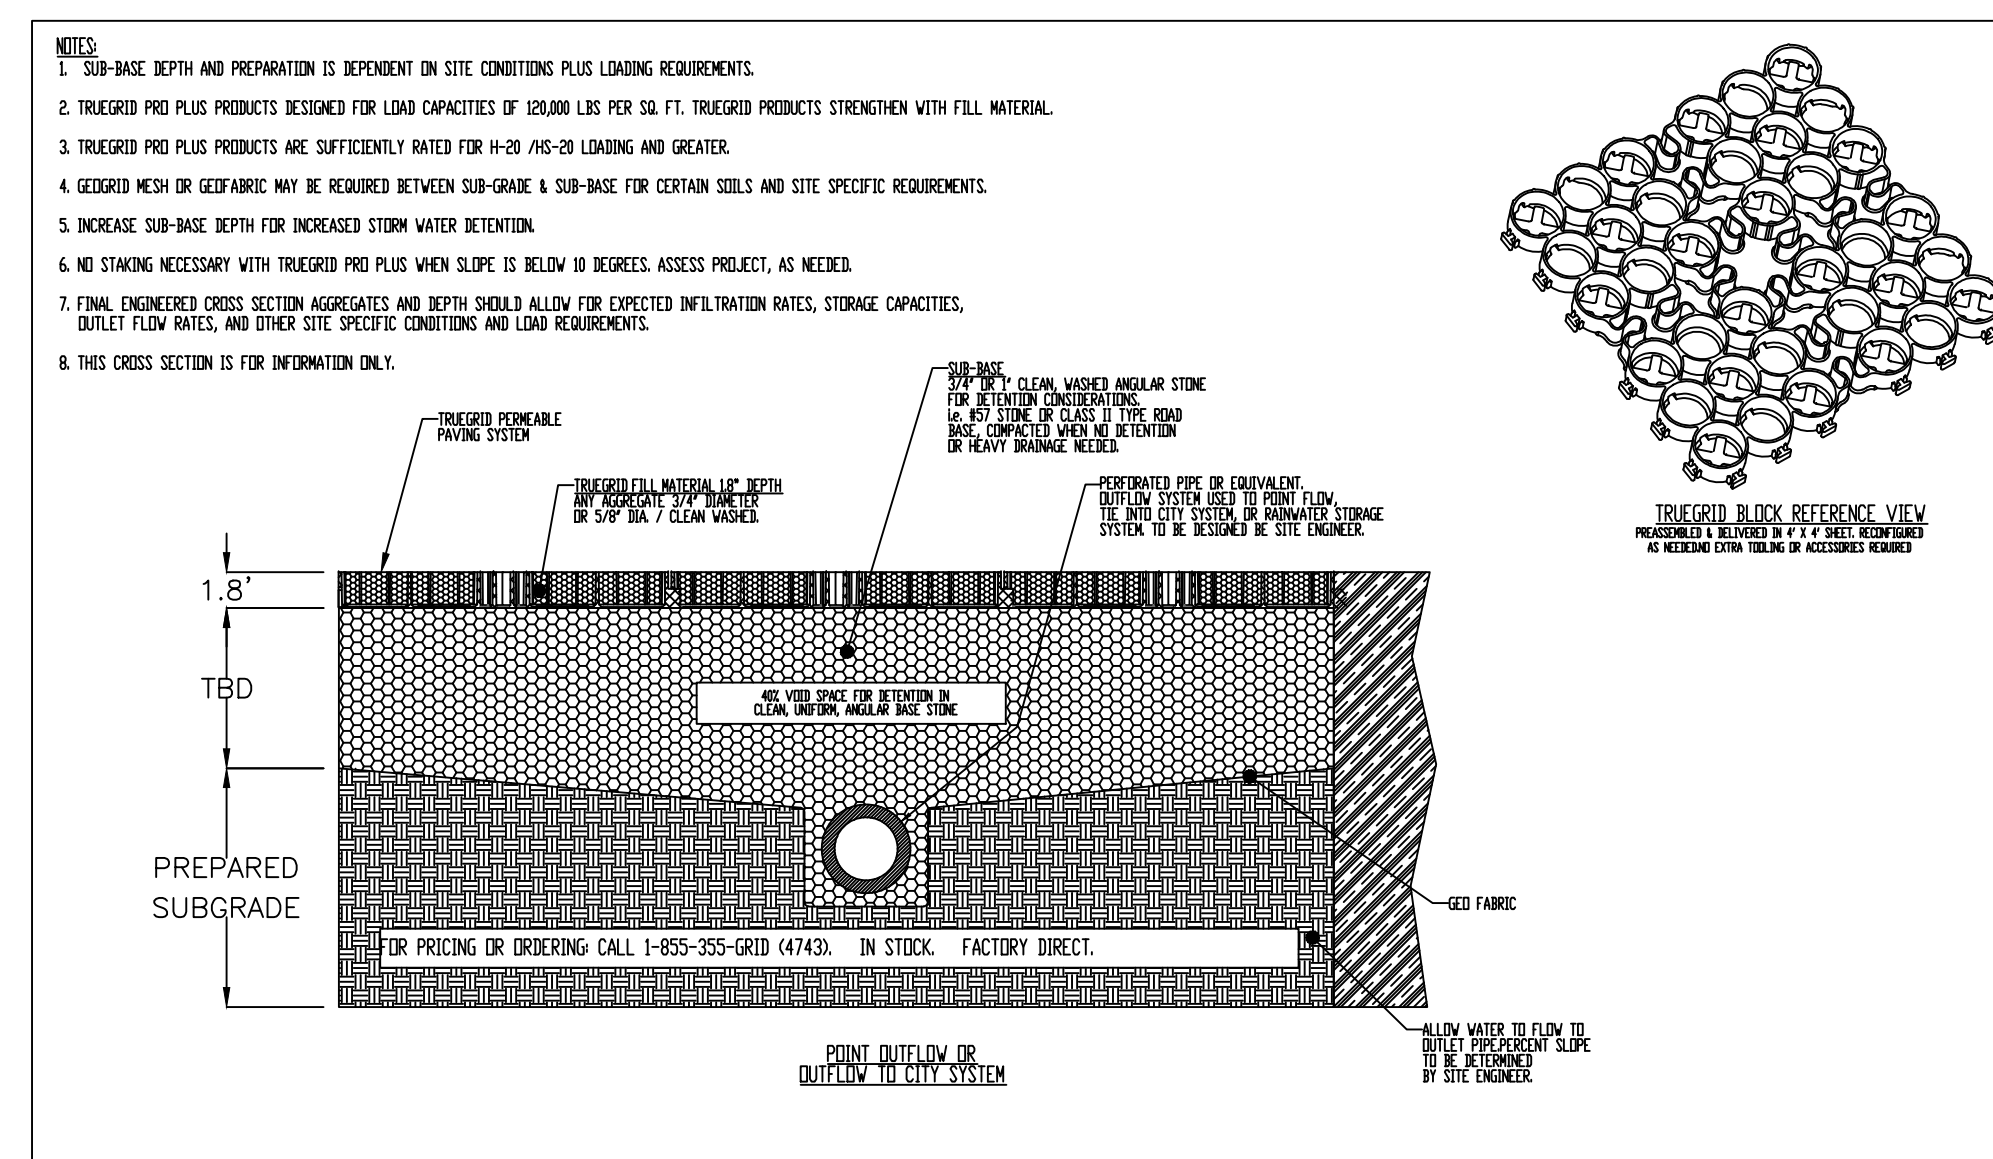 NOTES:
1. SUB-BASE DEPTH AND PREPARATION IS DEPENDENT ON SITE CONDITIONS PLUS LOADING REQUIREMENTS.
2. TRUEGRID PRO PLUS PRODUCTS DESIGNED FOR LOAD CAPACITIES OF 120,000 LBS PER SQ. FT. TRUEGRID PRODUCTS STRENGTHEN WITH FILL MATERIAL.
3. TRUEGRID PRO PLUS PRODUCTS ARE SUFFICIENTLY RATED FOR H-20 /HS-20 LOADING AND GREATER.
4. GEOGRID MESH OR GEOFABRIC MAY BE REQUIRED BETWEEN SUB-GRADE & SUB-BASE FOR CERTAIN SOILS AND SITE SPECIFIC REQUIREMENTS.
5. INCREASE SUB-BASE DEPTH FOR INCREASED STORM WATER DETENTION.
6. NO STAKING NECESSARY WITH TRUEGRID PRO PLUS WHEN SLOPE IS BELOW 10 DEGREES. ASSESS PROJECT, AS NEEDED.
7. FINAL ENGINEERED CROSS SECTION AGGREGATES AND DEPTH SHOULD ALLOW FOR EXPECTED INFILTRATION RATES, STORAGE CAPACITIES,
OUTLET FLOW RATES, AND OTHER SITE SPECIFIC CONDITIONS AND LOAD REQUIREMENTS.
8. THIS CROSS SECTION IS FOR INFORMATION ONLY.
SUB-BASE
3/4" OR 1" CLEAN, WASHED ANGULAR STONE
FOR DETENTION CONSIDERATIONS.
i.e. #57 STONE OR CLASS II TYPE ROAD
BASE, COMPACTED WHEN NO DETENTION
OR HEAVY DRAINAGE NEEDED.
TRUEGRID PERMEABLE
PAVING SYSTEM
TRUEGRID FILL MATERIAL 1.8" DEPTH
ANY AGGREGATE 3/4" DIAMETER
OR 5/8" DIA. / CLEAN WASHED.
PERFORATED PIPE OR EQUIVALENT.
OUTFLOW SYSTEM USED TO POINT FLOW,
TIE INTO CITY SYSTEM, OR RAINWATER STORAGE
SYSTEM. TO BE DESIGNED BE SITE ENGINEER.
TRUEGRID BLOCK REFERENCE VIEW
PREASSEMBLED & DELIVERED IN 4' X 4' SHEET. RECONFIGURED
AS NEEDED.NO EXTRA TOOLING OR ACCESSORIES REQUIRED
1.8'
TBD
40% VOID SPACE FOR DETENTION IN
CLEAN, UNIFORM, ANGULAR BASE STONE
PREPARED
SUBGRADE
GEO FABRIC
FOR PRICING OR ORDERING: CALL 1-855-355-GRID (4743). IN STOCK. FACTORY DIRECT.
ALLOW WATER TO FLOW TO
OUTLET PIPE.PERCENT SLOPE
TO BE DETERMINED
BY SITE ENGINEER.
POINT OUTFLOW OR
OUTFLOW TO CITY SYSTEM